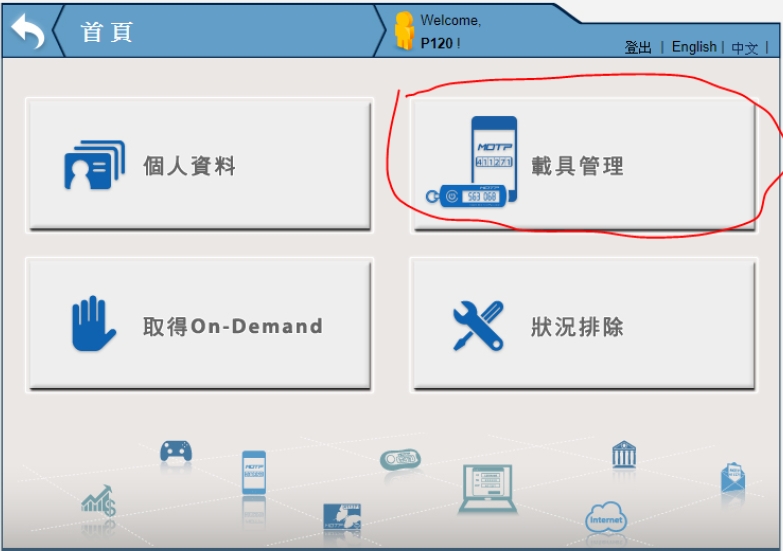 首頁
Welcome,
P120 !
登出 | English | 中文 |
個人資料
MOTP
411271
563 068
載具管理
取得On-Demand
狀況排除
MOTP
MOTP
Internet